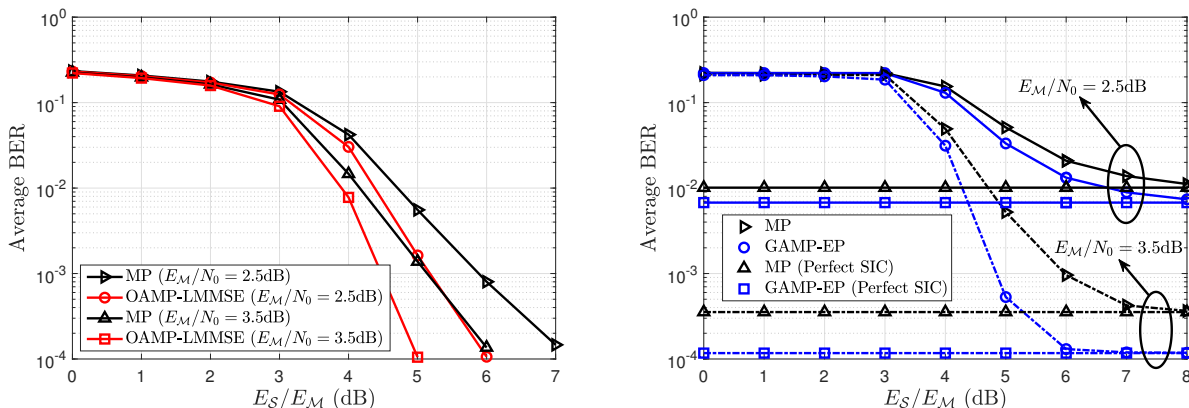 Average BER
10^0
10^-1
10^-2
10^-3
10^-4
MP (E_M/N_0 = 2.5dB)
OAMP-LMMSE (E_M/N_0 = 2.5dB)
MP (E_M/N_0 = 3.5dB)
OAMP-LMMSE (E_M/N_0 = 3.5dB)
0 1 2 3 4 5 6 7
E_S/E_M (dB)
Average BER
10^0
10^-1
10^-2
10^-3
10^-4
E_M/N_0 = 2.5dB
MP
GAMP-EP
MP (Perfect SIC)
GAMP-EP (Perfect SIC)
E_M/N_0 = 3.5dB
0 1 2 3 4 5 6 7 8
E_S/E_M (dB)